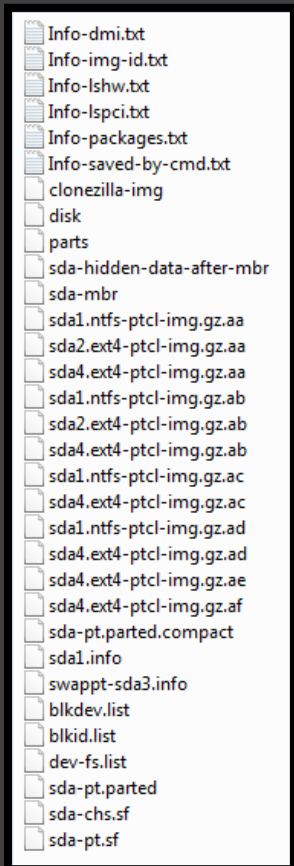 Info-dmi.txt
Info-img-id.txt
Info-lshw.txt
Info-lspci.txt
Info-packages.txt
Info-saved-by-cmd.txt
clonezilla-img
disk
parts
sda-hidden-data-after-mbr
sda-mbr
sda1.ntfs-ptcl-img.gz.aa
sda2.ext4-ptcl-img.gz.aa
sda4.ext4-ptcl-img.gz.aa
sda1.ntfs-ptcl-img.gz.ab
sda2.ext4-ptcl-img.gz.ab
sda4.ext4-ptcl-img.gz.ab
sda1.ntfs-ptcl-img.gz.ac
sda4.ext4-ptcl-img.gz.ac
sda1.ntfs-ptcl-img.gz.ad
sda4.ext4-ptcl-img.gz.ad
sda4.ext4-ptcl-img.gz.ae
sda4.ext4-ptcl-img.gz.af
sda-pt.parted.compact
sda1.info
swappt-sda3.info
blkdev.list
blkid.list
dev-fs.list
sda-pt.parted
sda-chs.sf
sda-pt.sf